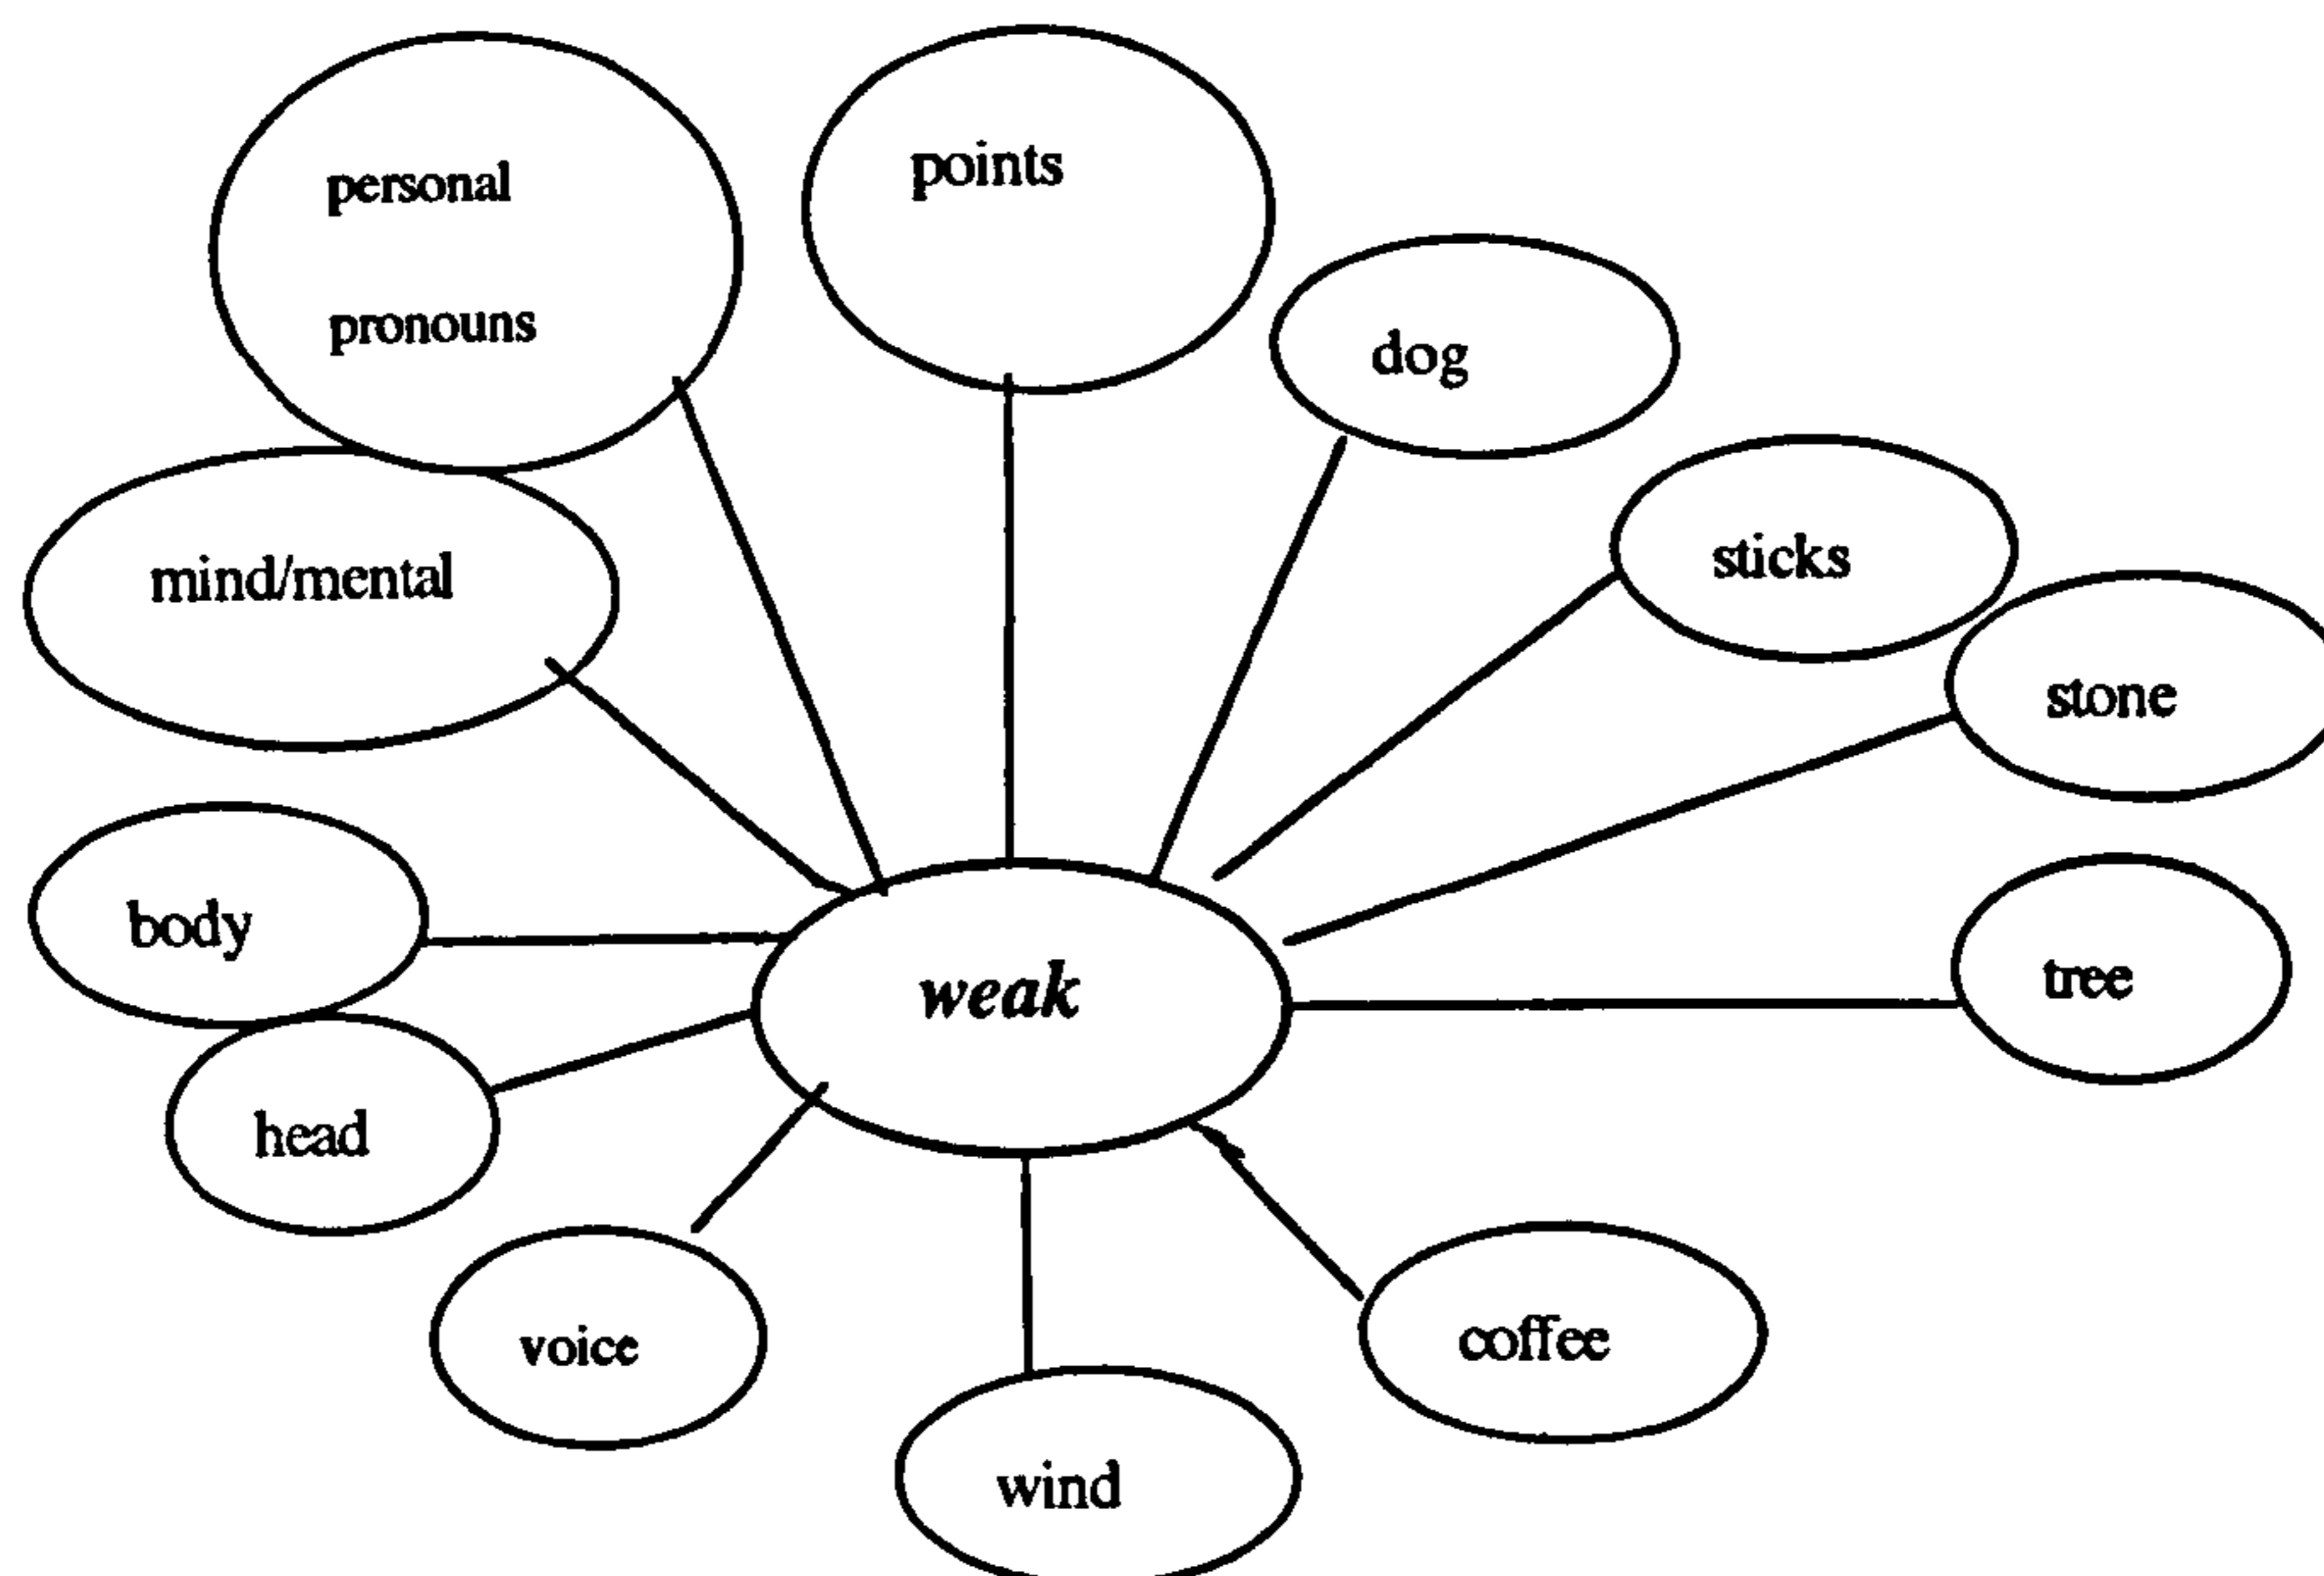 personal
pronouns
points
dog
sticks
stone
mind/mental
body
weak
tree
head
voice
coffee
wind